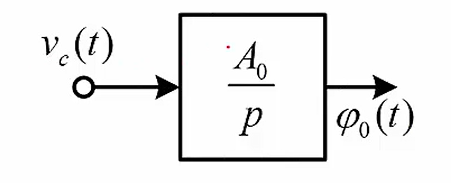 v_c(t)
A_0
p
φ_0(t)